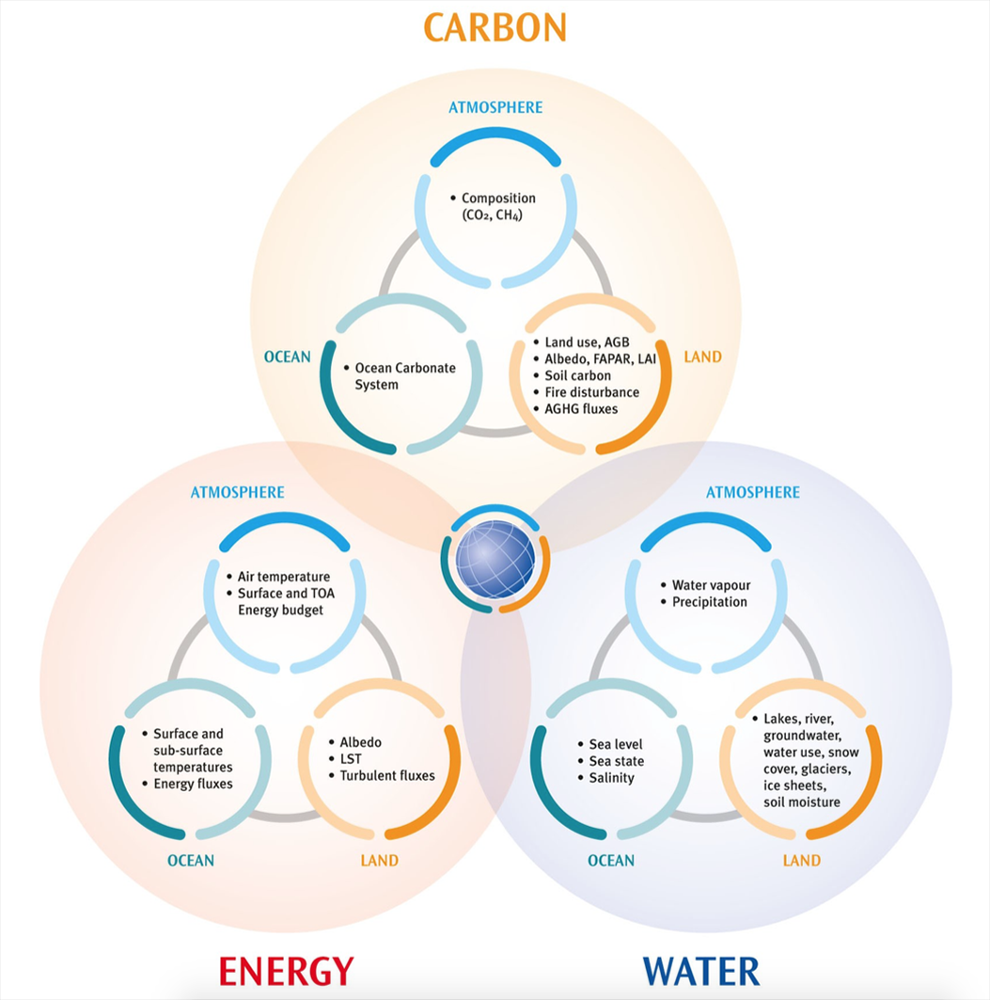 CARBON
ATMOSPHERE
• Composition
(CO₂, CH₄)
OCEAN
• Ocean Carbonate
System
• Land use, AGB
• Albedo, FAPAR, LAI
• Soil carbon
• Fire disturbance
• AGHG fluxes
LAND
ATMOSPHERE
• Air temperature
• Surface and TOA
Energy budget
• Surface and
sub-surface
temperatures
• Energy fluxes
OCEAN
• Albedo
• LST
• Turbulent fluxes
LAND
ENERGY
ATMOSPHERE
• Water vapour
• Precipitation
• Sea level
• Sea state
• Salinity
OCEAN
• Lakes, river,
groundwater,
water use, snow
cover, glaciers,
ice sheets,
soil moisture
LAND
WATER